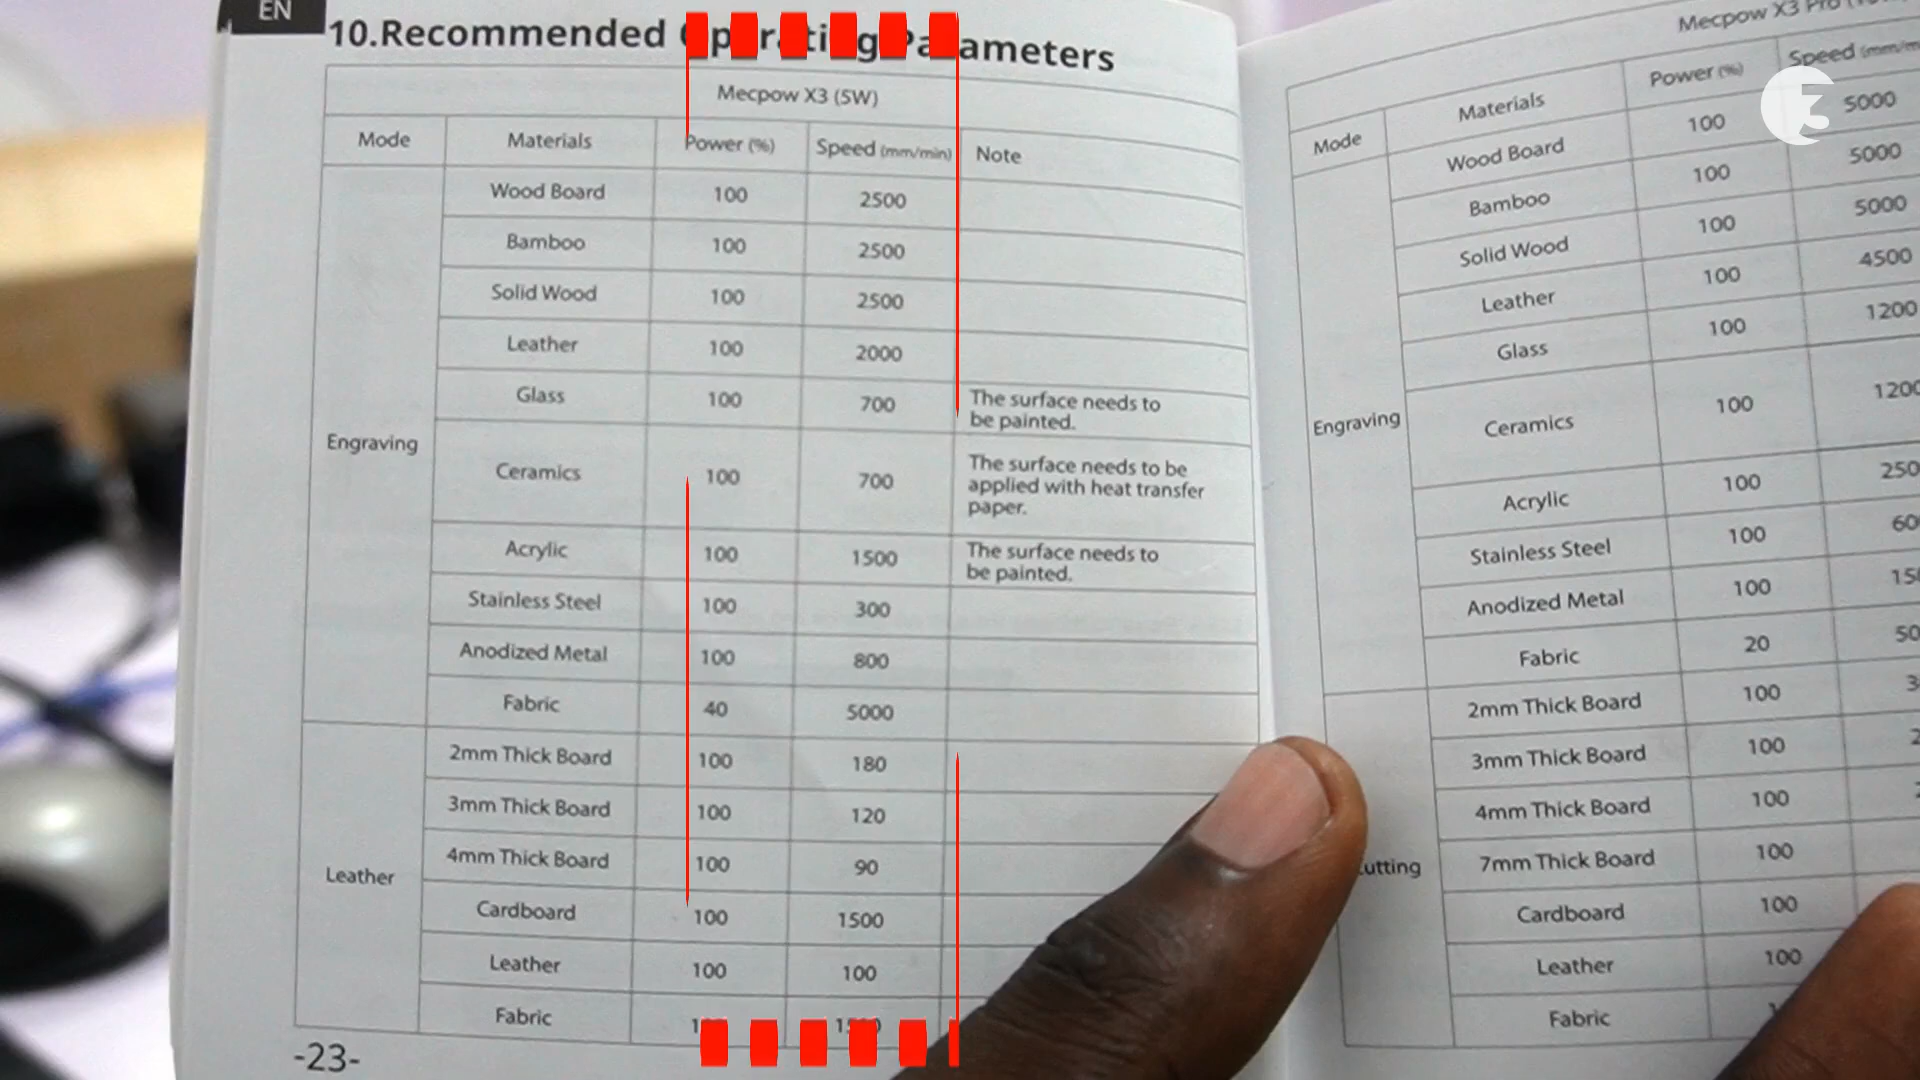 EN
10.Recommended Operating Parameters
Mecpow X3 (5W)
Mode Materials Power (%) Speed (mm/min) Note
Engraving
Wood Board 100 2500
Bamboo 100 2500
Solid Wood 100 2500
Leather 100 2000
Glass 100 700 The surface needs to
be painted.
Ceramics 100 700 The surface needs to be
applied with heat transfer
paper.
Acrylic 100 1500 The surface needs to
be painted.
Stainless Steel 100 300
Anodized Metal 100 800
Fabric 40 5000
Leather
2mm Thick Board 100 180
3mm Thick Board 100 120
4mm Thick Board 100 90
Cardboard 100 1500
Leather 100 100
Fabric
-23-
Mecpow X3 Pro
Mode Materials Power (%) Speed
Engraving
Wood Board 100 5000
Bamboo 100 5000
Solid Wood 100 5000
Leather 100 4500
Glass 100 1200
Ceramics 100 1200
Acrylic 100
Stainless Steel 100
Anodized Metal 100
Fabric 20
utting
2mm Thick Board 100
3mm Thick Board 100
4mm Thick Board 100
7mm Thick Board 100
Cardboard 100
Leather 100
Fabric